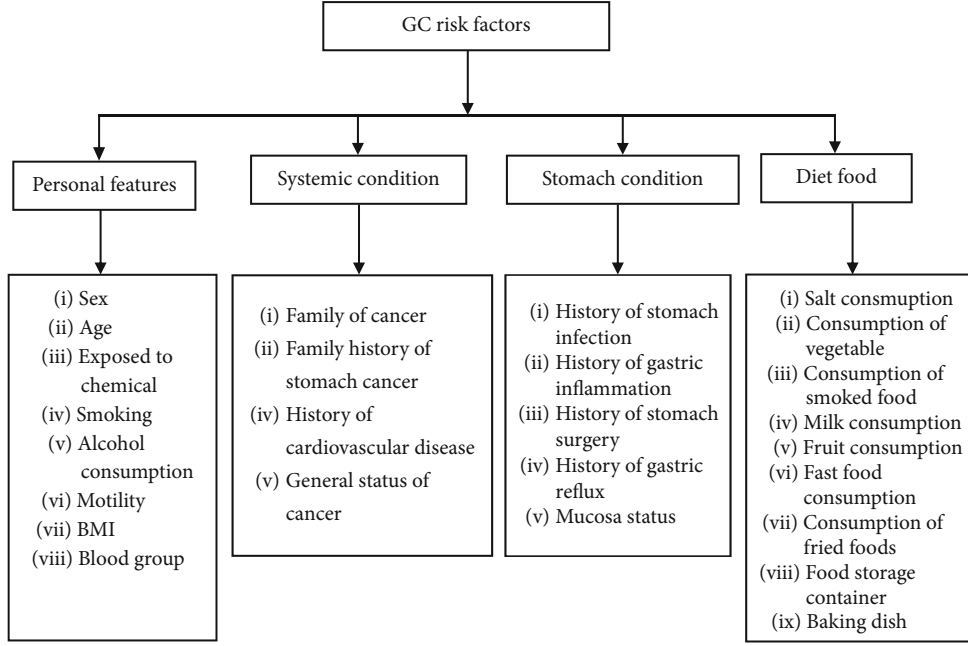 GC risk factors
Personal features
Systemic condition
Stomach condition
Diet food
(i) Sex
(ii) Age
(iii) Exposed to
chemical
(iv) Smoking
(v) Alcohol
consumption
(vi) Motility
(vii) BMI
(viii) Blood group
(i) Family of cancer
(ii) Family history of
stomach cancer
(iv) History of
cardiovascular disease
(v) General status of
cancer
(i) History of stomach
infection
(ii) History of gastric
inflammation
(iii) History of stomach
surgery
(iv) History of gastric
reflux
(v) Mucosa status
(i) Salt consmuption
(ii) Consumption of
vegetable
(iii) Consumption of
smoked food
(iv) Milk consumption
(v) Fruit consumption
(vi) Fast food
consumption
(vii) Consumption of
fried foods
(viii) Food storage
container
(ix) Baking dish